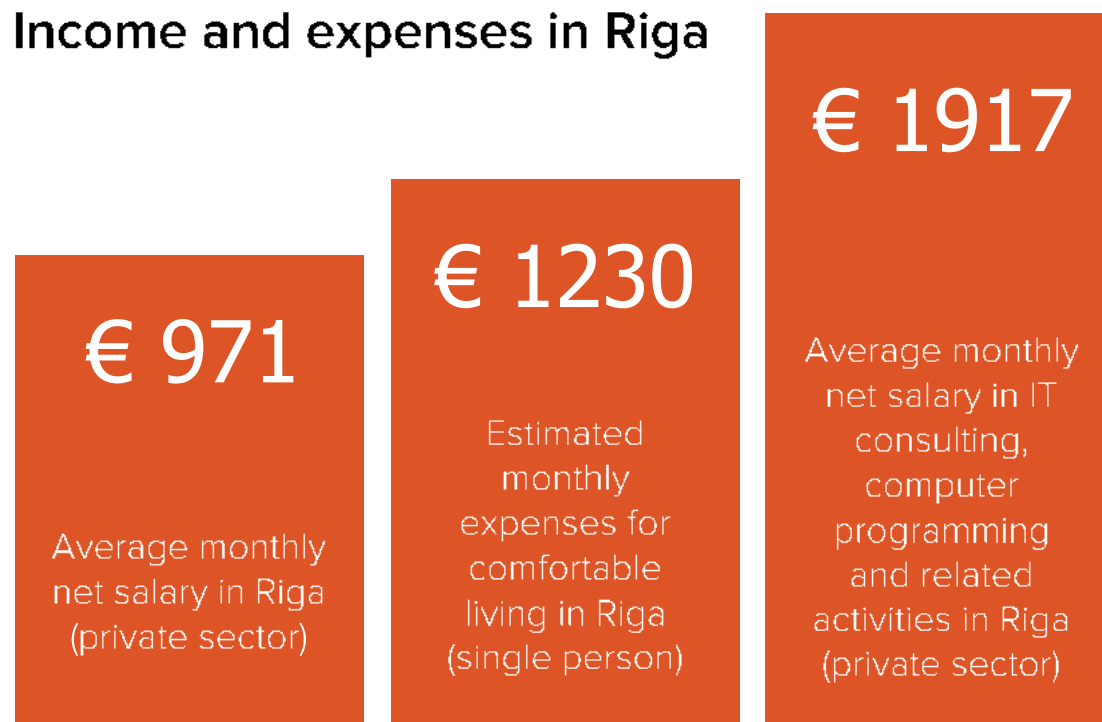 Income and expenses in Riga
€ 971
Average monthly
net salary in Riga
(private sector)
€ 1230
Estimated
monthly
expenses for
comfortable
living in Riga
(single person)
€ 1917
Average monthly
net salary in IT
consulting,
computer
programming
and related
activities in Riga
(private sector)